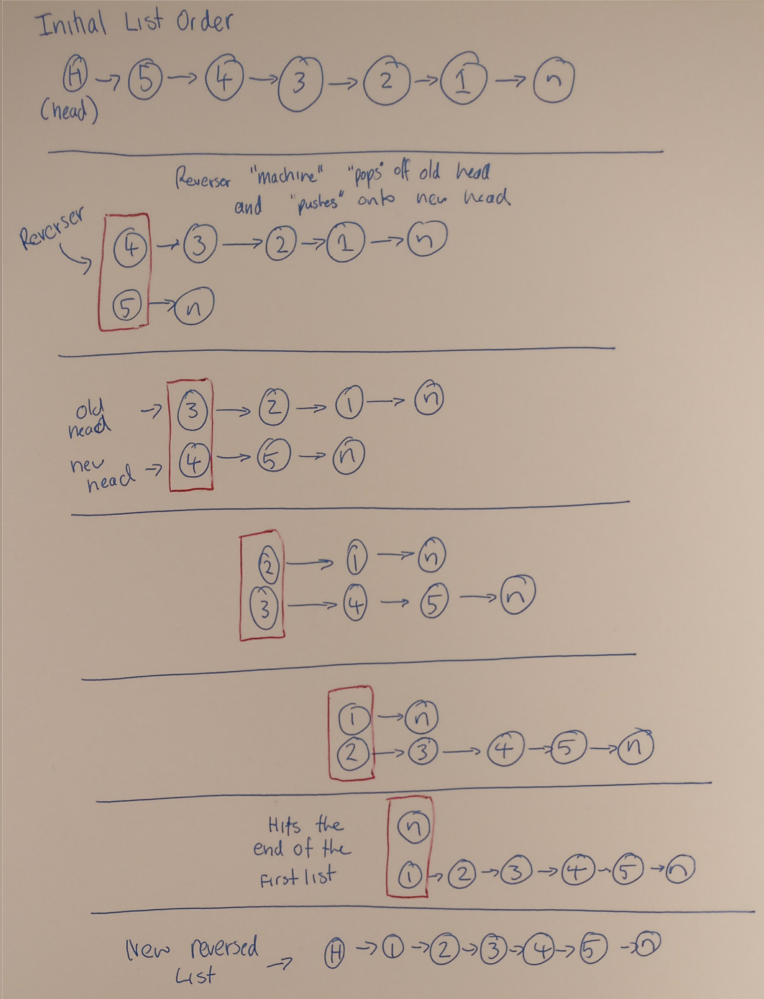 Initial List Order
H → 5 → 4 → 3 → 2 → 1 → n
(head)
Reverser "machine" "pops" off old head
and "pushes" onto new head
Reverser
4 → 3 → 2 → 1 → n
5 → n
old
head → 3 → 2 → 1 → n
new
head → 4 → 5 → n
2 → 1 → n
3 → 4 → 5 → n
1 → n
2 → 3 → 4 → 5 → n
Hits the
end of the
first list
n
1 → 2 → 3 → 4 → 5 → n
New reversed
List → H → 1 → 2 → 3 → 4 → 5 → n